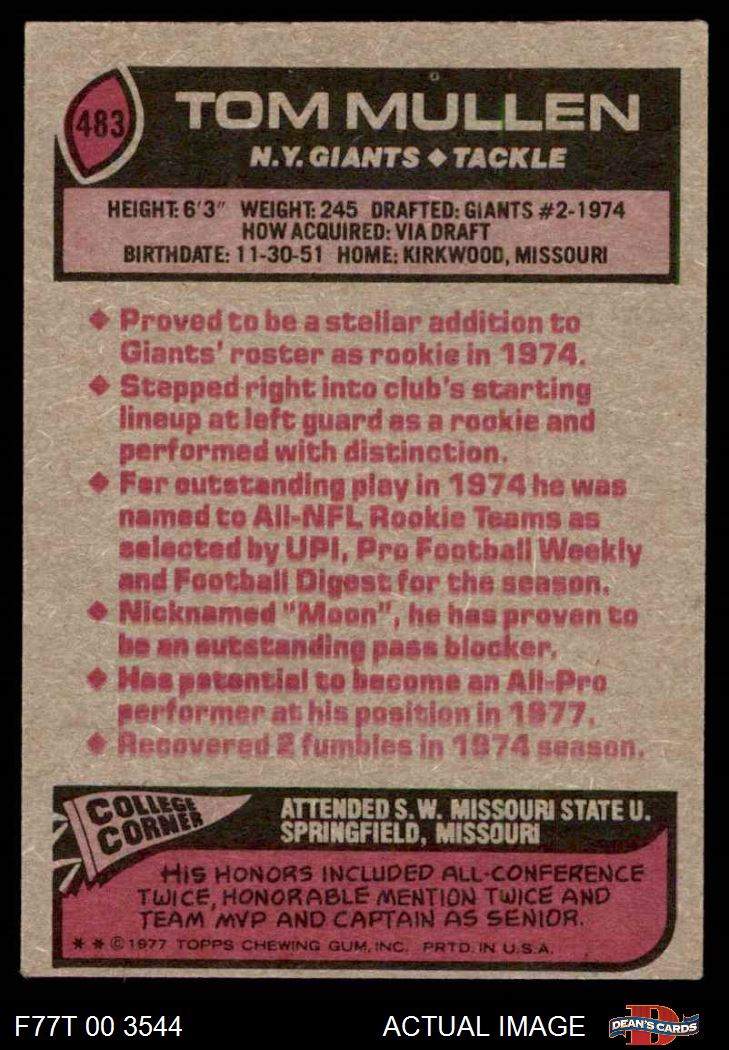 483
TOM MULLEN
N.Y. GIANTS ◆ TACKLE
HEIGHT: 6'3" WEIGHT: 245 DRAFTED: GIANTS #2-1974
HOW ACQUIRED: VIA DRAFT
BIRTHDATE: 11-30-51 HOME: KIRKWOOD, MISSOURI
◆ Proved to be a stellar addition to
Giants' roster as rookie in 1974.
◆ Stepped right into club's starting
lineup at left guard as a rookie and
performed with distinction.
◆ For outstanding play in 1974 he was
named to All-NFL Rookie Teams as
selected by UPI, Pro Football Weekly
and Football Digest for the season.
◆ Nicknamed "Moon", he has proven to
be an outstanding pass blocker.
◆ Has potential to become an All-Pro
performer at his position in 1977.
◆ Recovered 2 fumbles in 1974 season.
COLLEGE
CORNER
ATTENDED S.W. MISSOURI STATE U.
SPRINGFIELD, MISSOURI
HIS HONORS INCLUDED ALL-CONFERENCE
TWICE, HONORABLE MENTION TWICE AND
TEAM MVP AND CAPTAIN AS SENIOR.
* * © 1977 TOPPS CHEWING GUM, INC. PRTD. IN U.S.A.
F77T 00 3544
ACTUAL IMAGE
D
DEAN'S CARDS